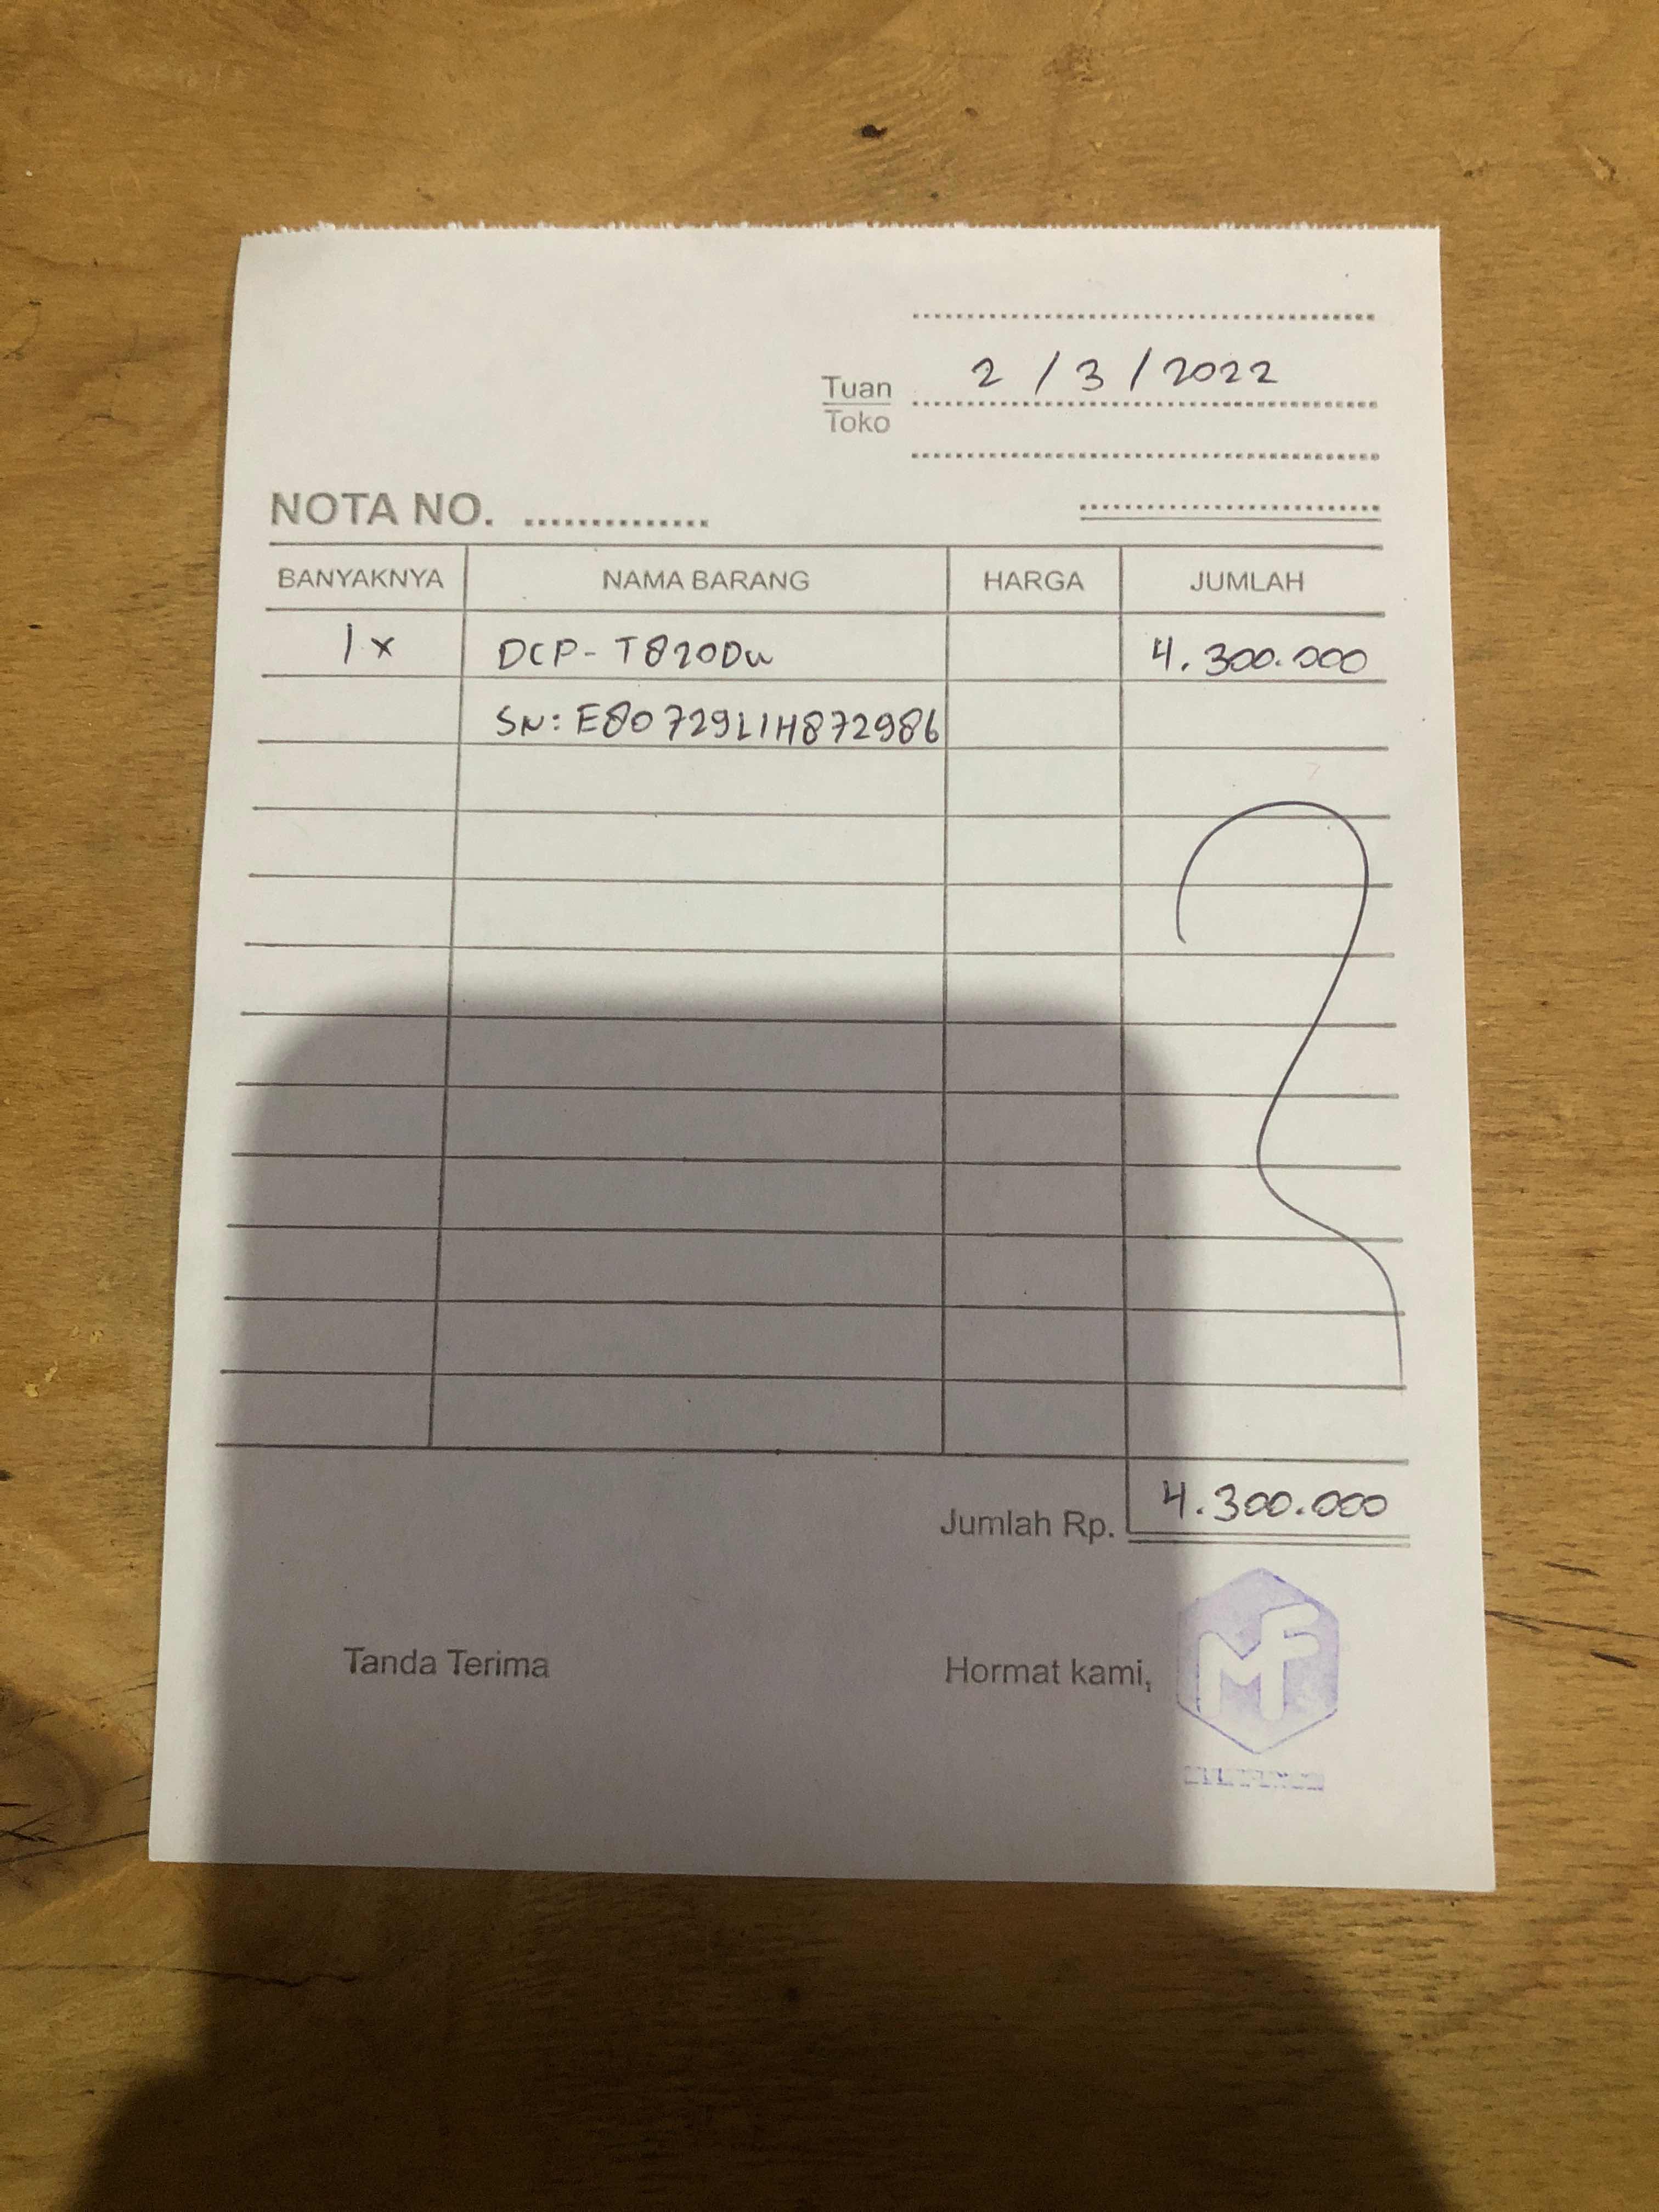 2 / 3 / 2022
Tuan
Toko
NOTA NO. ..............
BANYAKNYA NAMA BARANG HARGA JUMLAH
1 x DCP- T820DW 4.300.000
SN: E80729L1H872986
Jumlah Rp. 4.300.000
Tanda Terima Hormat kami,
MF